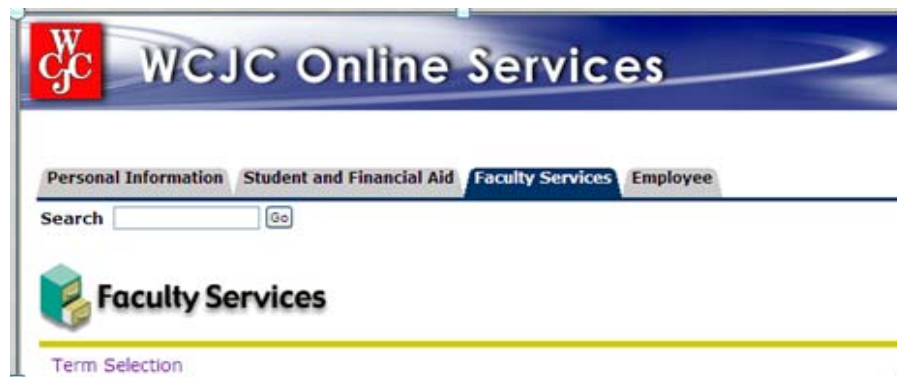 WCJC WCJC Online Services
Personal Information Student and Financial Aid Faculty Services Employee
Search Go
Faculty Services
Term Selection